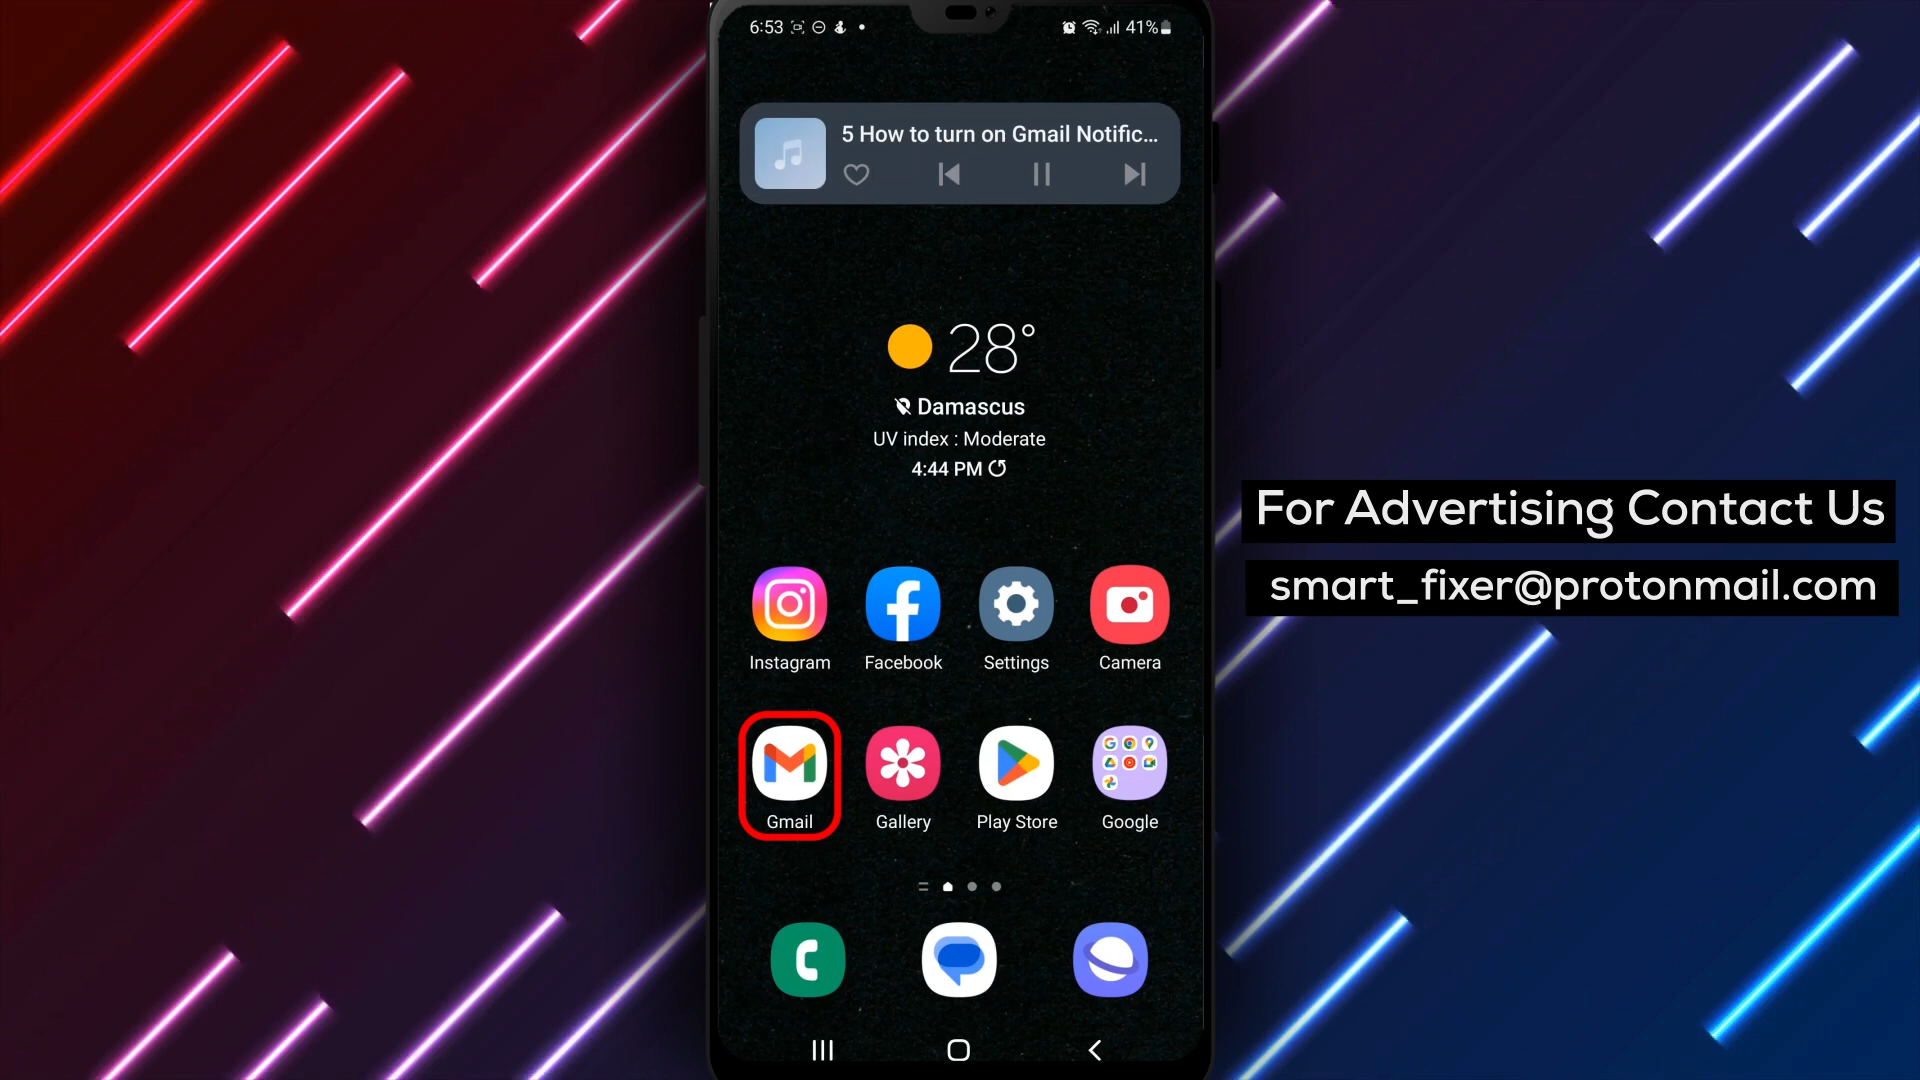 6:53
41%
5 How to turn on Gmail Notific...
28°
Damascus
UV index : Moderate
4:44 PM
For Advertising Contact Us
smart_fixer@protonmail.com
Instagram Facebook Settings Camera
Gmail Gallery Play Store Google